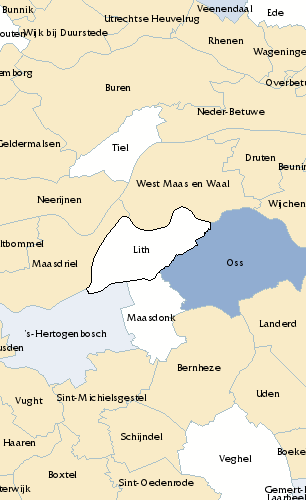 Bunnik
Veenendaal
Ede
Utrechtse Heuvelrug
outen
Wijk bij Duurstede
Rhenen
Wageninge
emborg
Buren
Overbetu
Neder-Betuwe
Geldermalsen
Tiel
Druten
Beunin
West Maas en Waal
Neerijnen
Wijchen
ltbommel
Lith
Maasdriel
Oss
Maasdonk
Landerd
's-Hertogenbosch
usden
Bernheze
Vught
Sint-Michielsgestel
Uden
Haaren
Schijndel
Boeke
Veghel
Boxtel
Sint-Oedenrode
terwijk
Gemert-
Laarbee